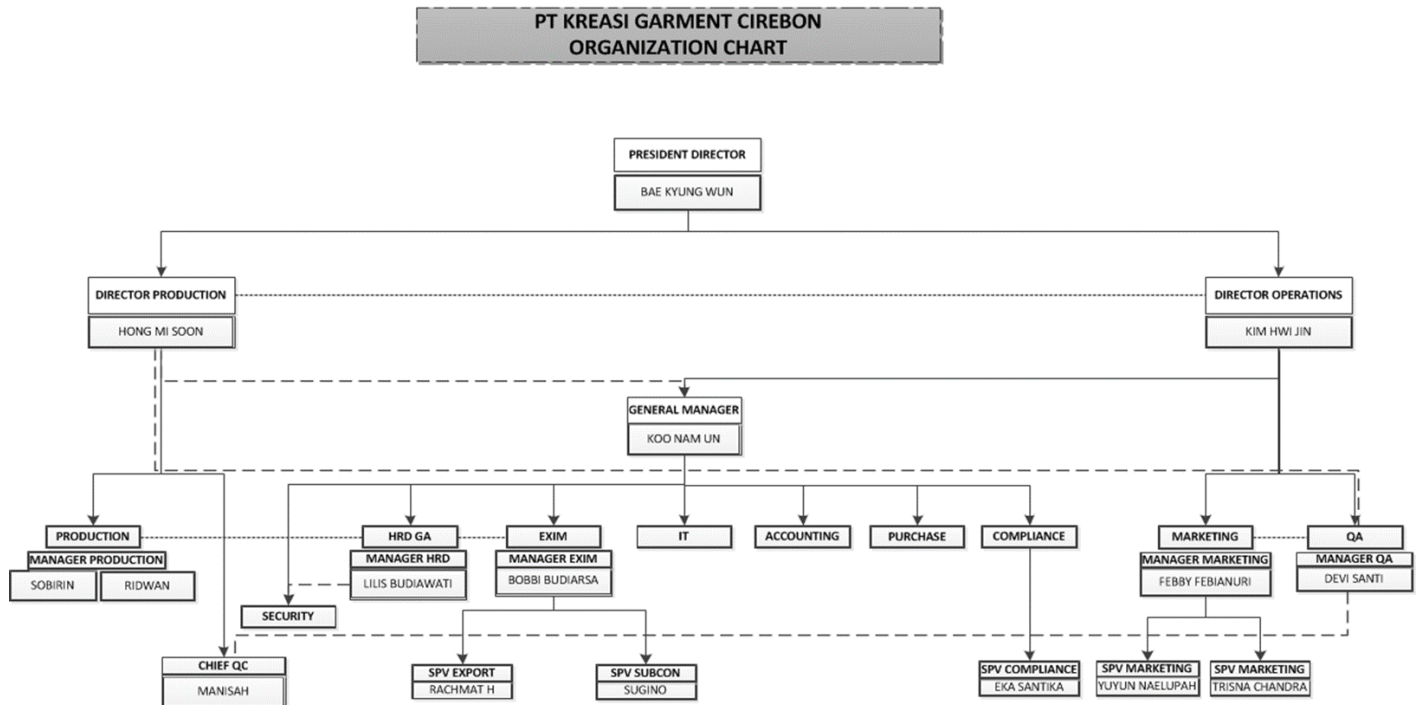 PT KREASI GARMENT CIREBON
ORGANIZATION CHART
PRESIDENT DIRECTOR
BAE KYUNG WUN
DIRECTOR PRODUCTION
HONG MI SOON
DIRECTOR OPERATIONS
KIM HWI JIN
GENERAL MANAGER
KOO NAM UN
PRODUCTION
MANAGER PRODUCTION
SOBIRIN
RIDWAN
HRD GA
MANAGER HRD
LILIS BUDIAWATI
EXIM
MANAGER EXIM
BOBBI BUDIARSA
IT
ACCOUNTING
PURCHASE
COMPLIANCE
MARKETING
MANAGER MARKETING
FEBBY FEBIANURI
QA
MANAGER QA
DEVI SANTI
SECURITY
CHIEF QC
MANISAH
SPV EXPORT
RACHMAT H
SPV SUBCON
SUGINO
SPV COMPLIANCE
EKA SANTIKA
SPV MARKETING
YUYUN NAELUPAH
SPV MARKETING
TRISNA CHANDRA